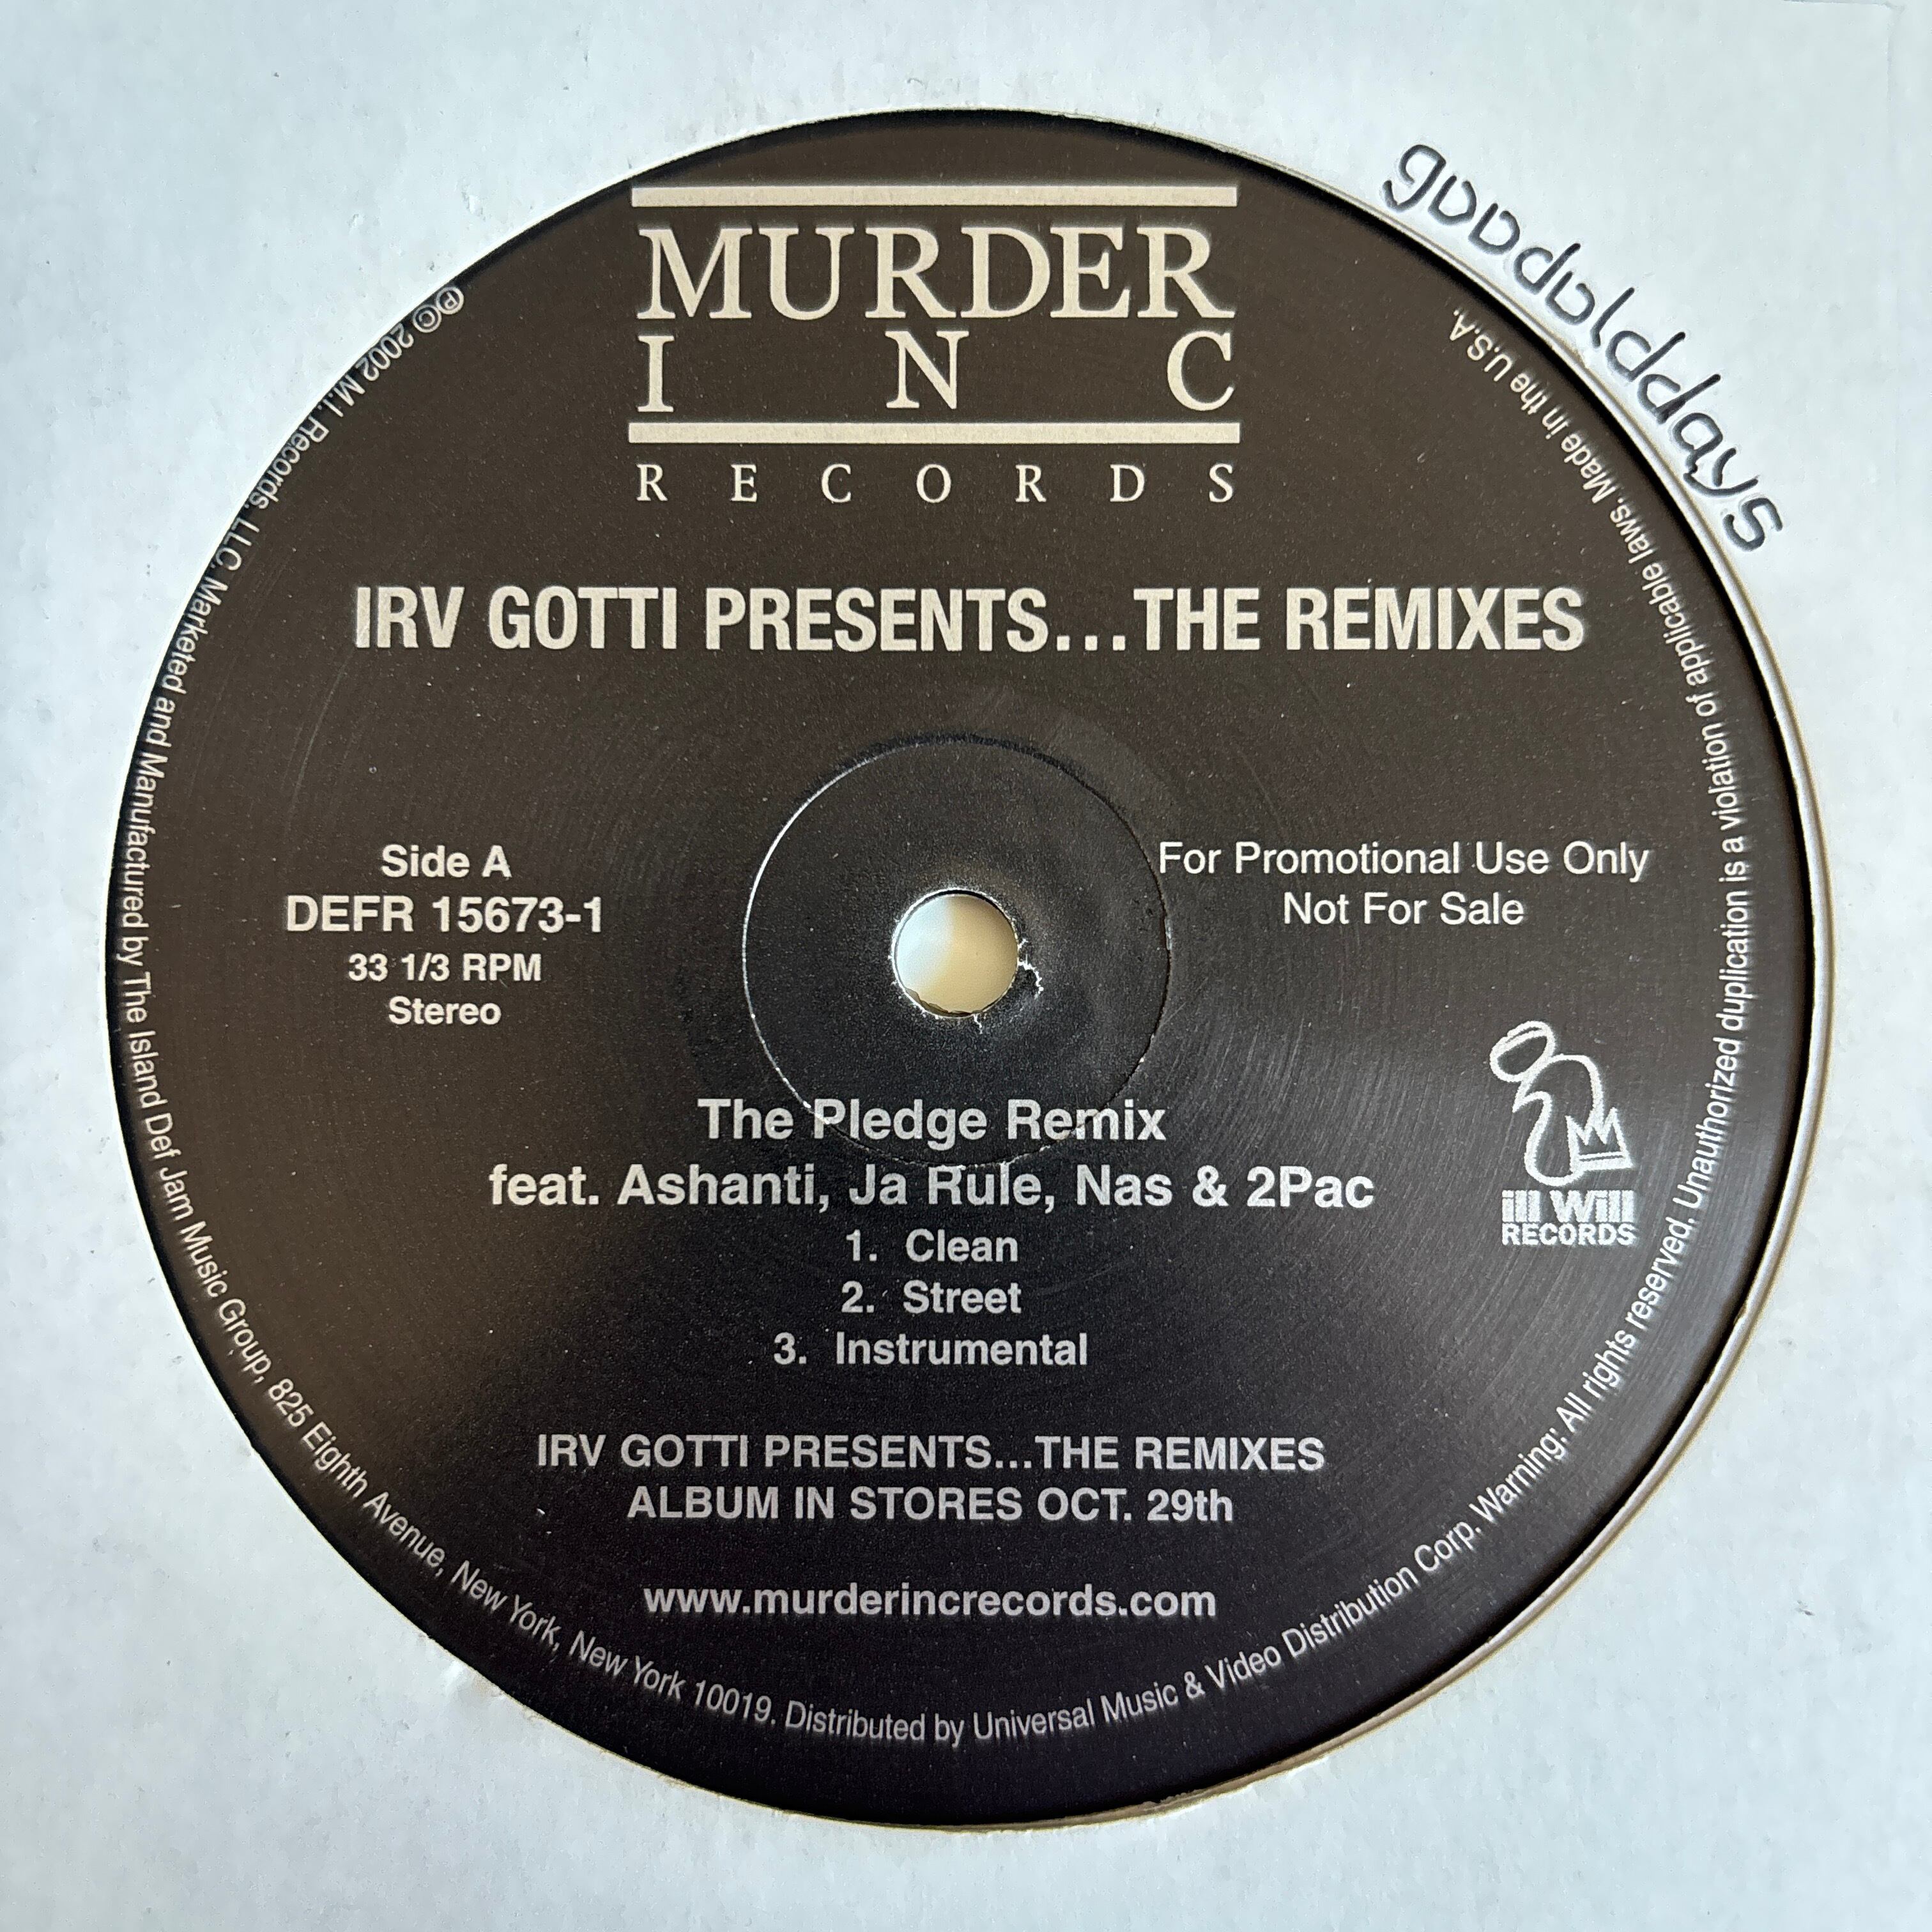 MURDER
INC
RECORDS
goodolddays
IRV GOTTI PRESENTS...THE REMIXES
Side A
DEFR 15673-1
33 1/3 RPM
Stereo
For Promotional Use Only
Not For Sale
ill Will
RECORDS
The Pledge Remix
feat. Ashanti, Ja Rule, Nas & 2Pac
1. Clean
2. Street
3. Instrumental
IRV GOTTI PRESENTS...THE REMIXES
ALBUM IN STORES OCT. 29th
www.murderincrecords.com
℗© 2002 M.I. Records, LLC. Marketed and Manufactured by The Island Def Jam Music Group, 825 Eighth Avenue, New York, New York 10019. Distributed by Universal Music & Video Distribution Corp. Warning: All rights reserved. Unauthorized duplication is a violation of applicable laws. Made in the U.S.A.